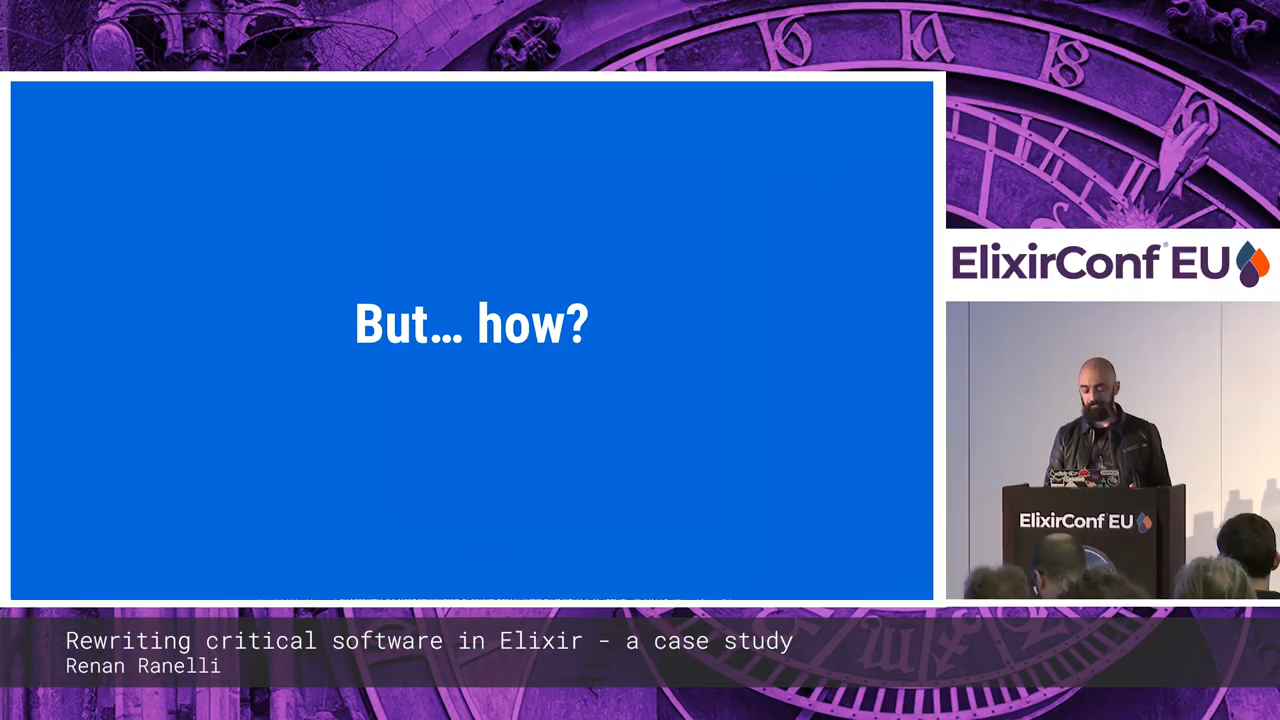 But... how?
ElixirConf® EU
ElixirConf EU
Rewriting critical software in Elixir - a case study
Renan Ranelli